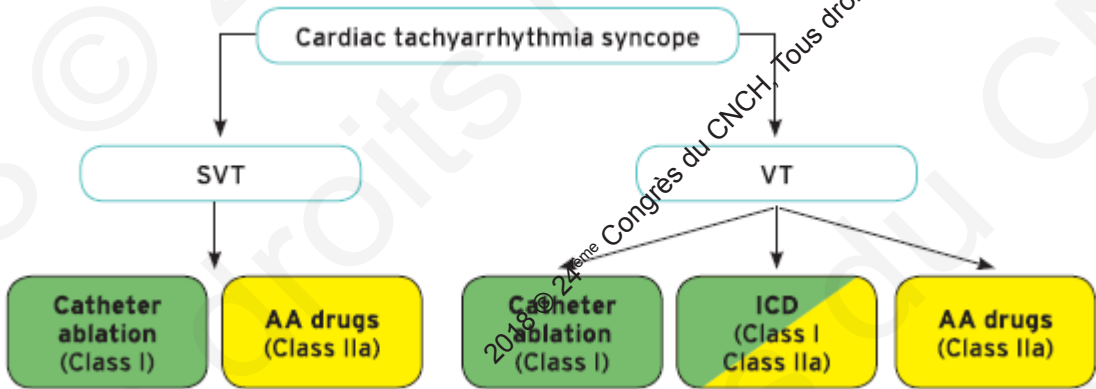 Cardiac tachyarrhythmia syncope
SVT
VT
Catheter
ablation
(Class I)
AA drugs
(Class IIa)
Catheter
ablation
(Class I)
ICD
(Class I
Class IIa)
AA drugs
(Class IIa)
2018 © 24ème Congrès du CNCH, Tous
©
droits
du